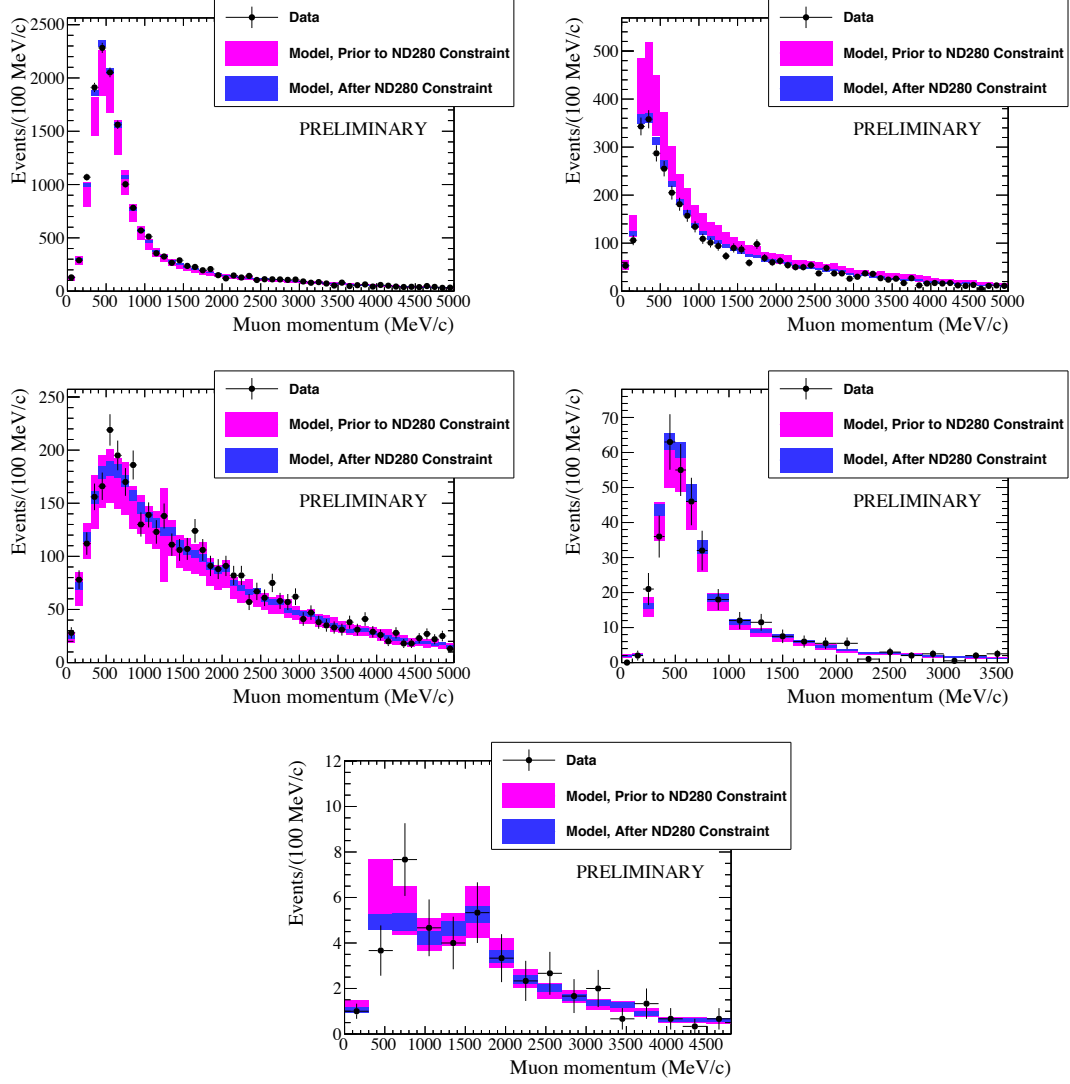 Data
Model, Prior to ND280 Constraint
Model, After ND280 Constraint
PRELIMINARY
Events/(100 MeV/c)
2500
2000
1500
1000
500
0
0 500 1000 1500 2000 2500 3000 3500 4000 4500 5000
Muon momentum (MeV/c)
Data
Model, Prior to ND280 Constraint
Model, After ND280 Constraint
PRELIMINARY
Events/(100 MeV/c)
500
400
300
200
100
0
0 500 1000 1500 2000 2500 3000 3500 4000 4500 5000
Muon momentum (MeV/c)
Data
Model, Prior to ND280 Constraint
Model, After ND280 Constraint
PRELIMINARY
Events/(100 MeV/c)
250
200
150
100
50
0
0 500 1000 1500 2000 2500 3000 3500 4000 4500 5000
Muon momentum (MeV/c)
Data
Model, Prior to ND280 Constraint
Model, After ND280 Constraint
PRELIMINARY
Events/(100 MeV/c)
70
60
50
40
30
20
10
0
0 500 1000 1500 2000 2500 3000 3500
Muon momentum (MeV/c)
Data
Model, Prior to ND280 Constraint
Model, After ND280 Constraint
PRELIMINARY
Events/(100 MeV/c)
12
10
8
6
4
2
0
0 500 1000 1500 2000 2500 3000 3500 4000 4500
Muon momentum (MeV/c)